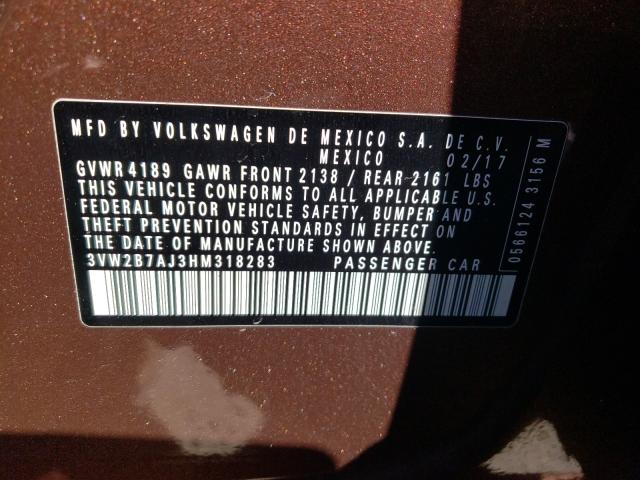 MFD BY VOLKSWAGEN DE MEXICO S.A. DE C.V.
MEXICO 02/17
GVWR 4189 GAWR FRONT 2138 / REAR 2161 LBS
THIS VEHICLE CONFORMS TO ALL APPLICABLE U.S.
FEDERAL MOTOR VEHICLE SAFETY, BUMPER AND
THEFT PREVENTION STANDARDS IN EFFECT ON
THE DATE OF MANUFACTURE SHOWN ABOVE.
3VW2B7AJ3HM318283 PASSENGER CAR
0566124 3156 M